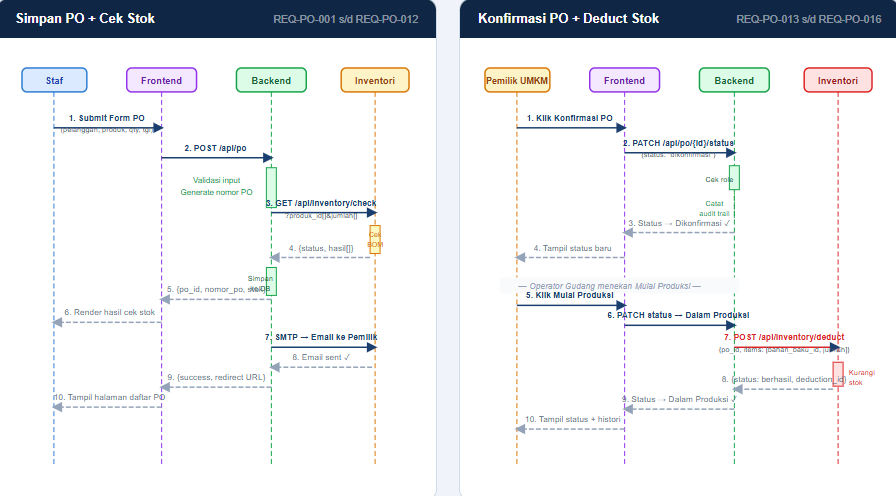 Simpan PO + Cek Stok
REQ-PO-001 s/d REQ-PO-012
Staf
Frontend
Backend
Inventori
1. Submit Form PO
(pelanggan, produk, qty, tgl)
2. POST /api/po
Validasi input
Generate nomor PO
3. GET /api/inventory/check
?produk_id[]&jumlah[]
Cek
BOM
4. {status, hasil[]}
Simpan
ke DB
5. {po_id, nomor_po, stok}
6. Render hasil cek stok
7. SMTP → Email ke Pemilik
8. Email sent ✓
9. {success, redirect URL}
10. Tampil halaman daftar PO
Konfirmasi PO + Deduct Stok
REQ-PO-013 s/d REQ-PO-016
Pemilik UMKM
Frontend
Backend
Inventori
1. Klik Konfirmasi PO
2. PATCH /api/po/{id}/status
{status: "dikonfirmasi"}
Cek role
Catat
audit trail
3. Status → Dikonfirmasi ✓
4. Tampil status baru
— Operator Gudang menekan Mulai Produksi —
5. Klik Mulai Produksi
6. PATCH status → Dalam Produksi
7. POST /api/inventory/deduct
{po_id, items: [bahan_baku_id, jumlah]}
Kurangi
stok
8. {status: berhasil, deduction_id}
9. Status → Dalam Produksi ✓
10. Tampil status + histori